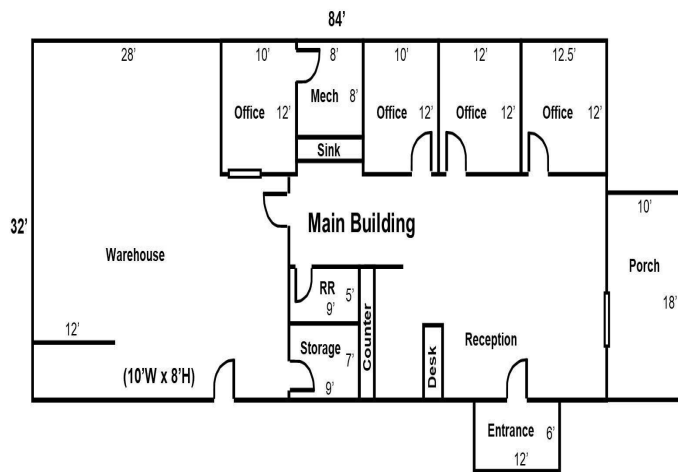 84’
28’
10’
8’
10’
12’
12.5’
Office 12’
Mech 8’
Office 12’
Office 12’
Office 12’
Sink
10’
32’
Main Building
Warehouse
Porch
18’
RR 5’
9’
Counter
12’
Storage
7’
9’
Desk
Reception
(10’W x 8’H)
Entrance 6’
12’